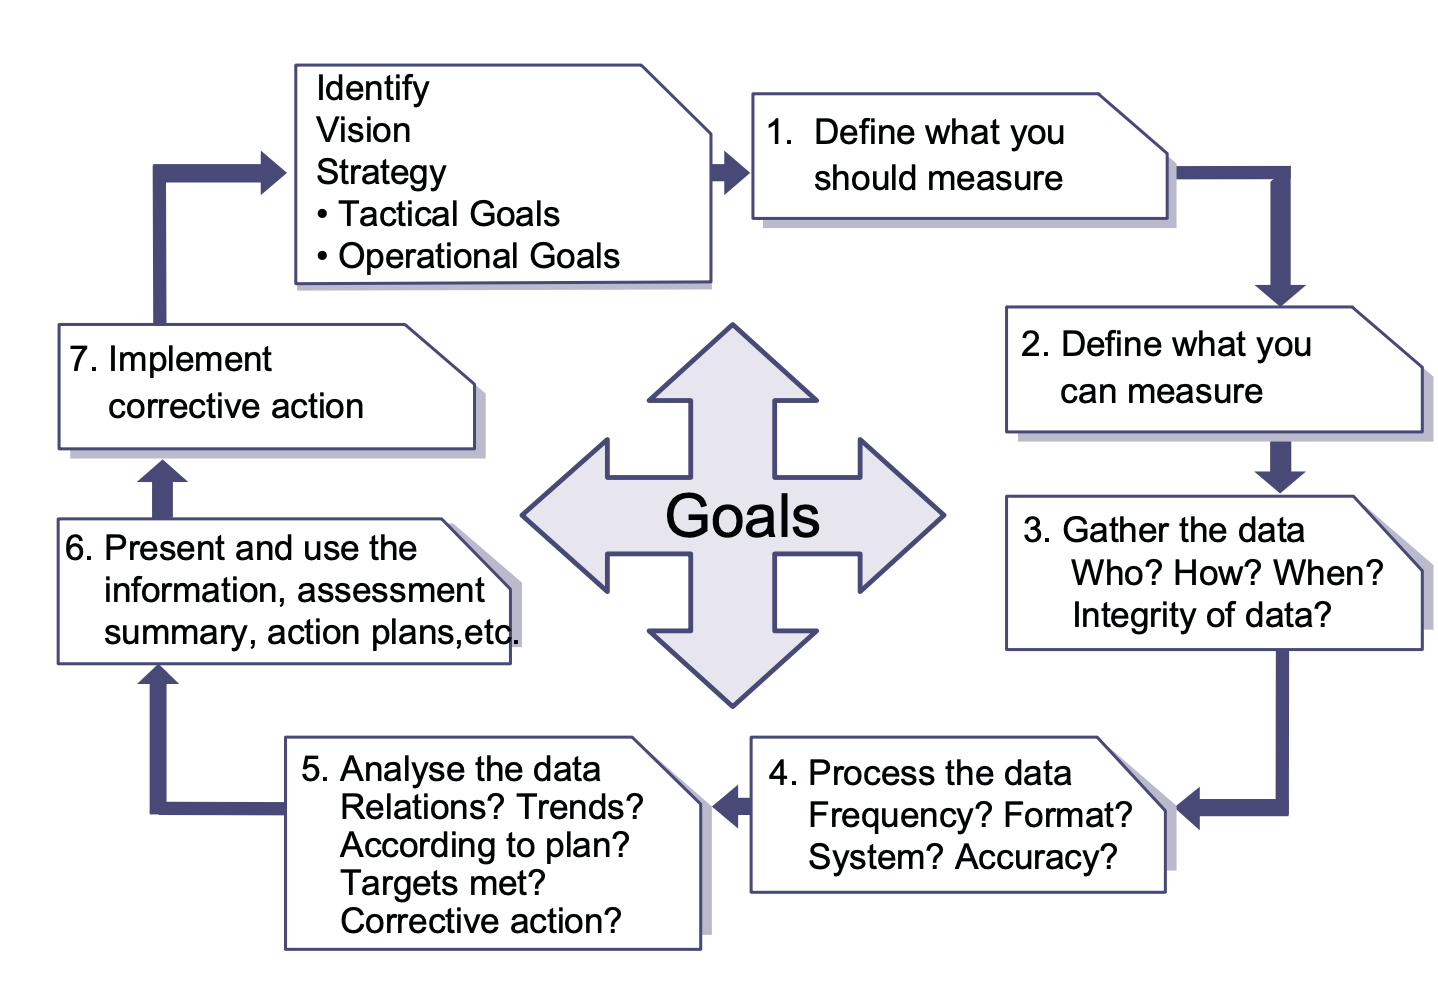 Identify
Vision
Strategy
• Tactical Goals
• Operational Goals
1. Define what you
should measure
2. Define what you
can measure
3. Gather the data
Who? How? When?
Integrity of data?
4. Process the data
Frequency? Format?
System? Accuracy?
5. Analyse the data
Relations? Trends?
According to plan?
Targets met?
Corrective action?
6. Present and use the
information, assessment
summary, action plans,etc.
7. Implement
corrective action
Goals